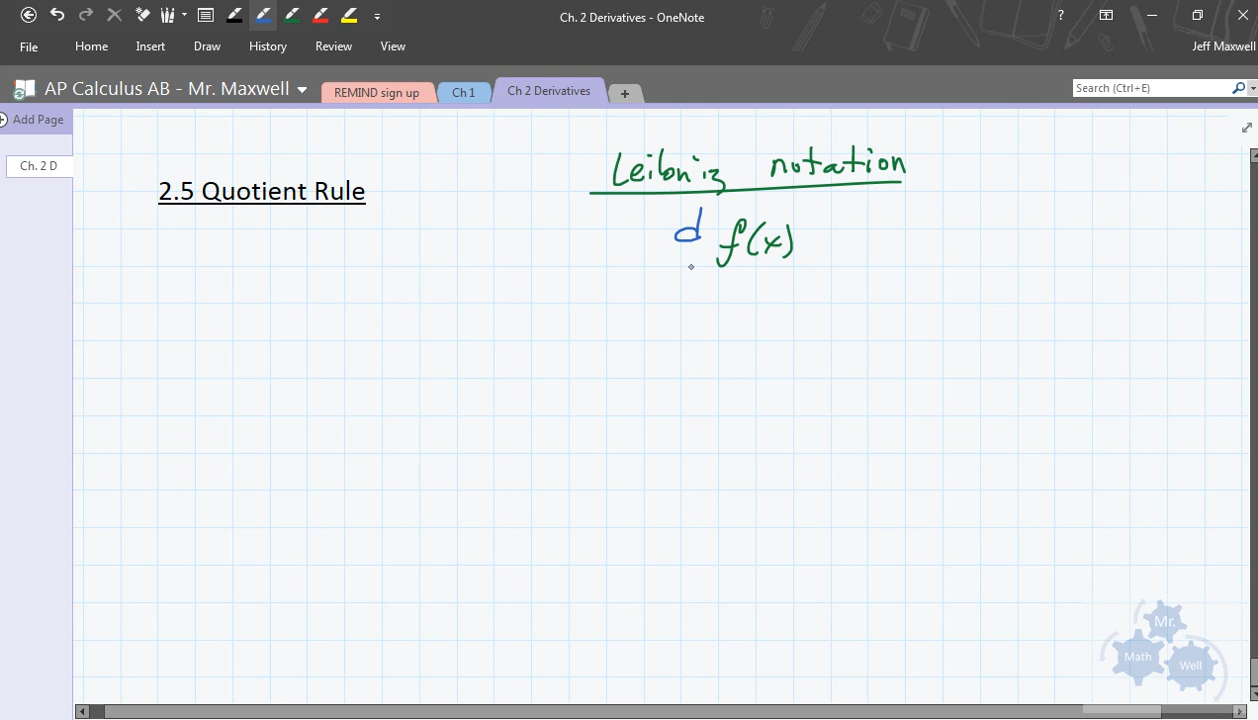 Ch. 2 Derivatives - OneNote
?
File
Home
Insert
Draw
History
Review
View
Jeff Maxwell
AP Calculus AB - Mr. Maxwell
REMIND sign up
Ch 1
Ch 2 Derivatives
+
Search (Ctrl+E)
Add Page
Ch. 2 D
2.5 Quotient Rule
Leibniz notation
d f(x)
Mr.
Math
Well